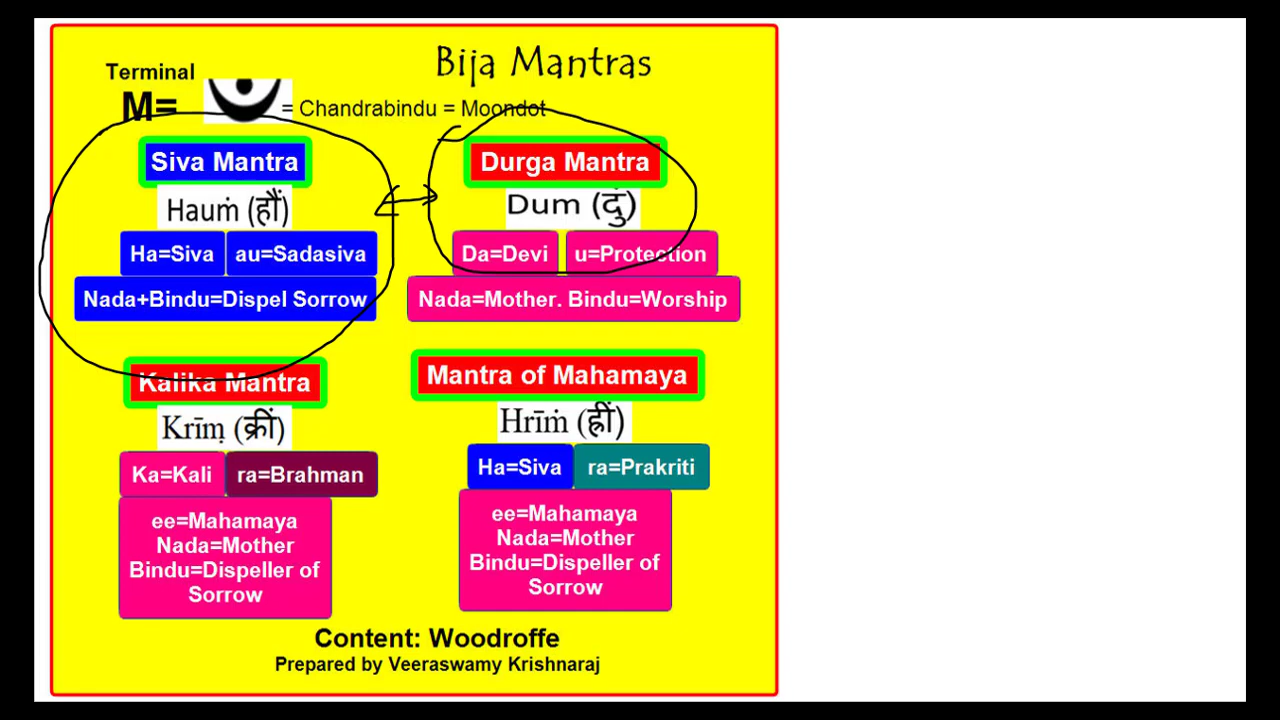 Bija Mantras
Terminal
M=
= Chandrabindu = Moondot
Siva Mantra
Hauṁ (हौं)
Ha=Siva au=Sadasiva
Nada+Bindu=Dispel Sorrow
Durga Mantra
Dum (दुं)
Da=Devi u=Protection
Nada=Mother. Bindu=Worship
Kalika Mantra
Krīṃ (क्रीं)
Ka=Kali ra=Brahman
ee=Mahamaya
Nada=Mother
Bindu=Dispeller of
Sorrow
Mantra of Mahamaya
Hrīṁ (ह्रीं)
Ha=Siva ra=Prakriti
ee=Mahamaya
Nada=Mother
Bindu=Dispeller of
Sorrow
Content: Woodroffe
Prepared by Veeraswamy Krishnaraj